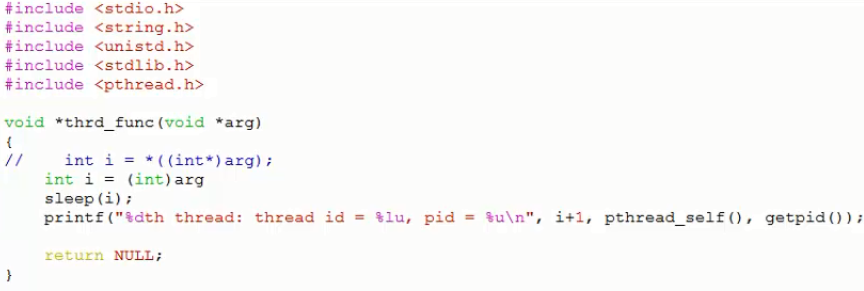 #include <stdio.h>
#include <string.h>
#include <unistd.h>
#include <stdlib.h>
#include <pthread.h>

void *thrd_func(void *arg)
{
//    int i = *((int*)arg);
    int i = (int)arg
    sleep(i);
    printf("%dth thread: thread id = %lu, pid = %u\n", i+1, pthread_self(), getpid());

    return NULL;
}